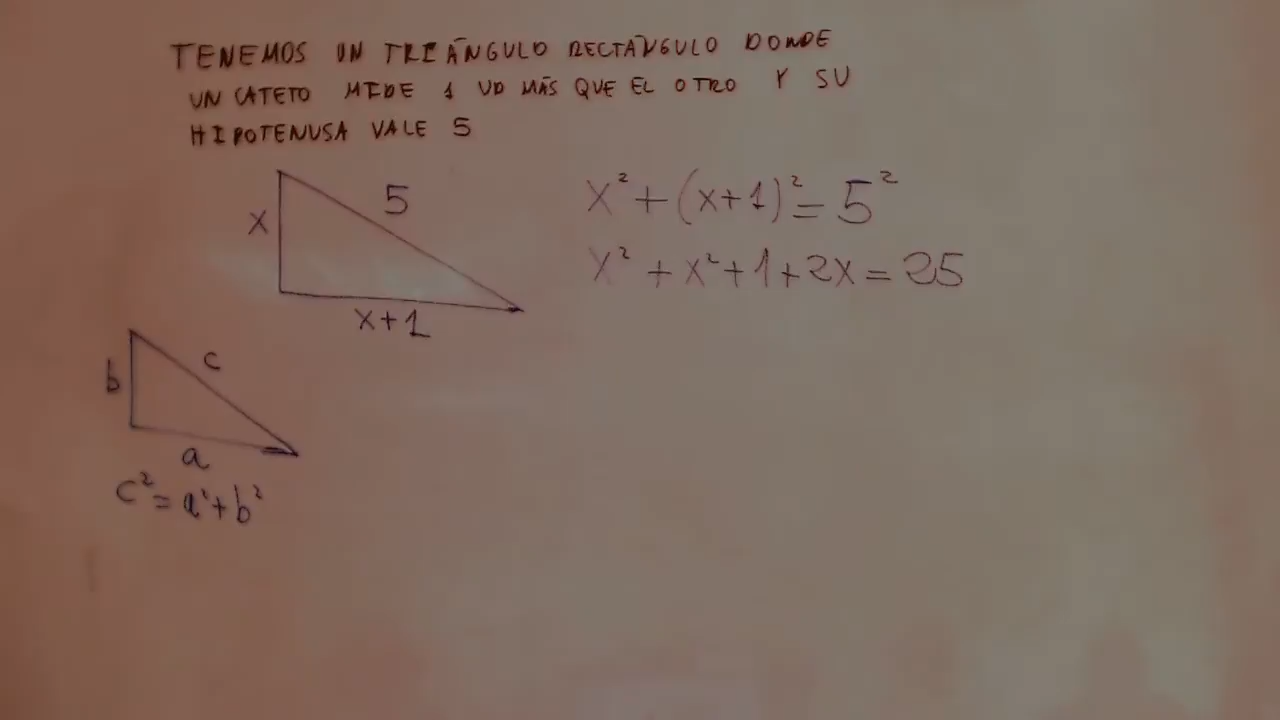 TENEMOS UN TRIÁNGULO RECTÁNGULO DONDE
UN CATETO MIDE 1 UD MÁS QUE EL OTRO Y SU
HIPOTENUSA VALE 5
x
5
x+1
x² + (x+1)² = 5²
x² + x² + 1 + 2x = 25
b
c
a
c² = a² + b²